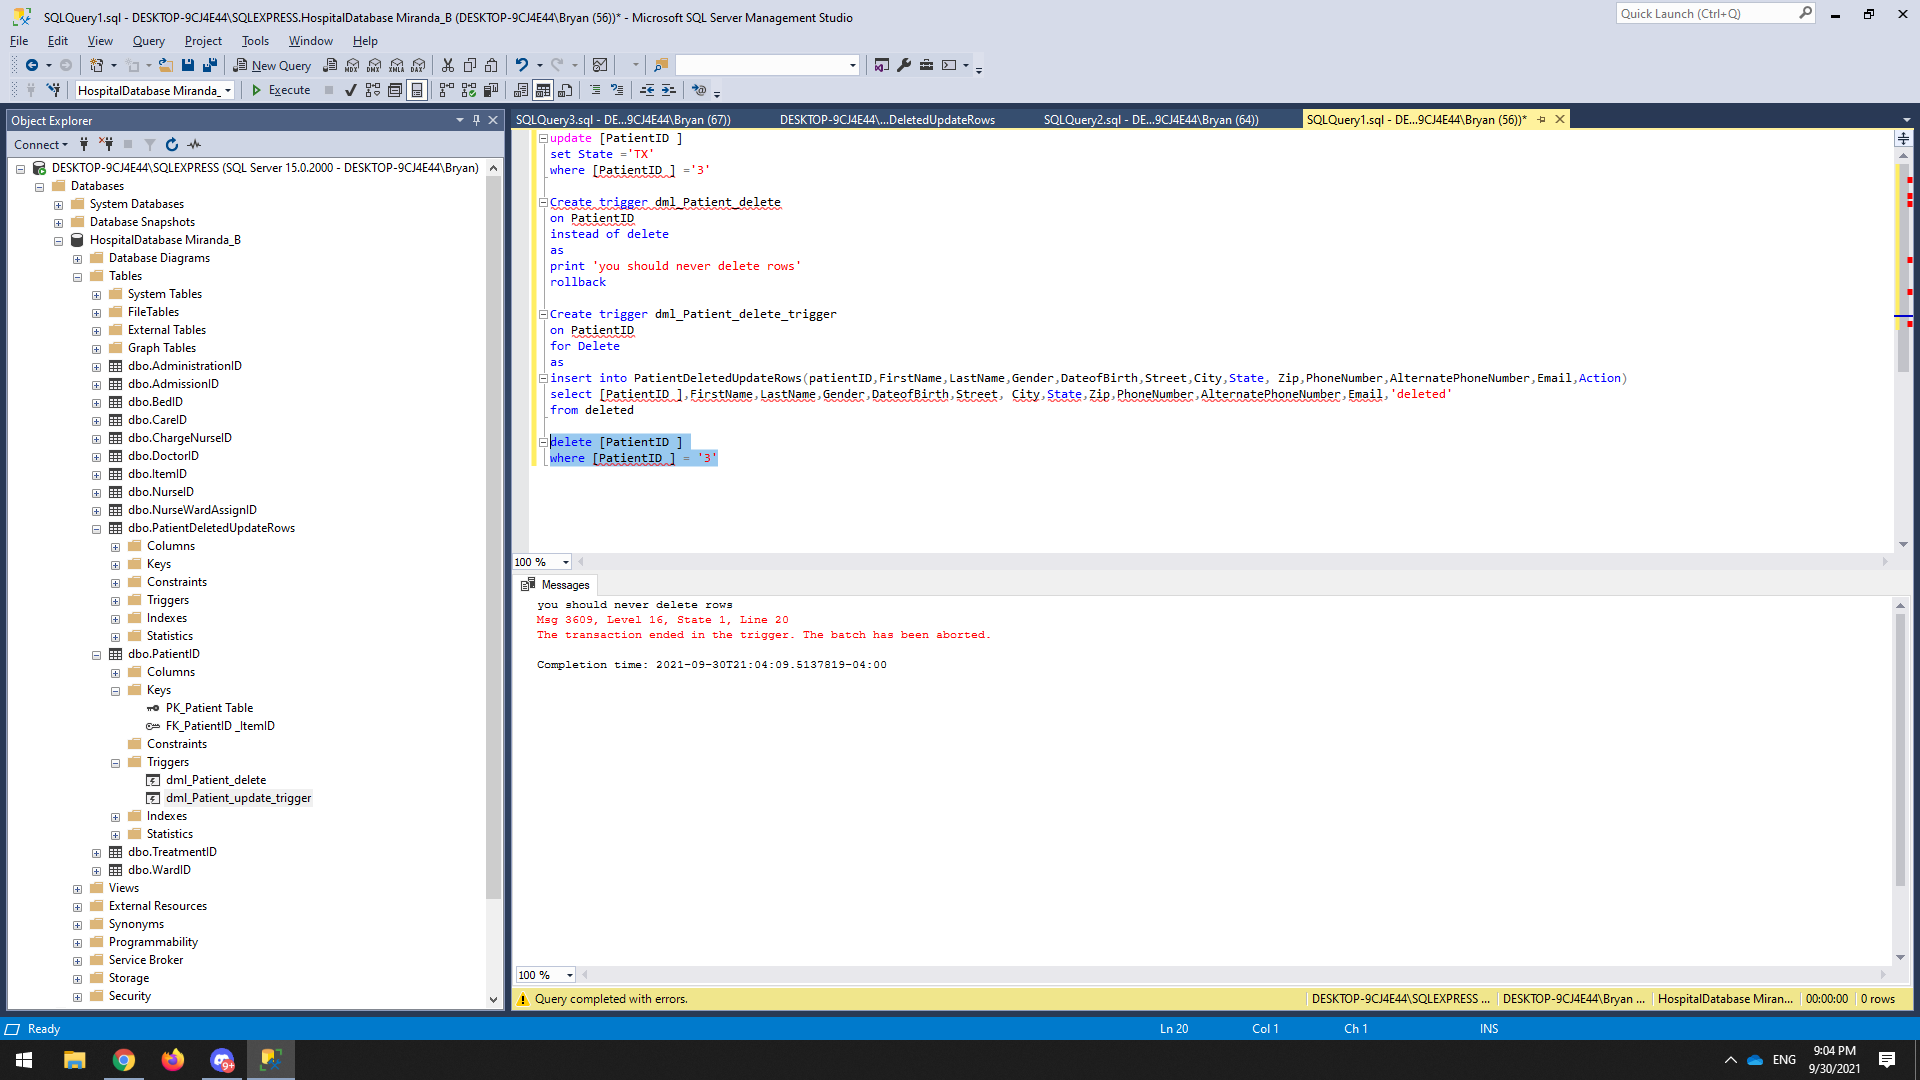 SQLQuery1.sql - DESKTOP-9CJ4E44\SQLEXPRESS.HospitalDatabase Miranda_B (DESKTOP-9CJ4E44\Bryan (56))* - Microsoft SQL Server Management Studio
Quick Launch (Ctrl+Q)
File Edit View Query Project Tools Window Help
New Query
MDX DMX XMLA DAX
HospitalDatabase Miranda_
Execute
Object Explorer
Connect
DESKTOP-9CJ4E44\SQLEXPRESS (SQL Server 15.0.2000 - DESKTOP-9CJ4E44\Bryan)
Databases
System Databases
Database Snapshots
HospitalDatabase Miranda_B
Database Diagrams
Tables
System Tables
FileTables
External Tables
Graph Tables
dbo.AdministrationID
dbo.AdmissionID
dbo.BedID
dbo.CareID
dbo.ChargeNurseID
dbo.DoctorID
dbo.ItemID
dbo.NurseID
dbo.NurseWardAssignID
dbo.PatientDeletedUpdateRows
Columns
Keys
Constraints
Triggers
Indexes
Statistics
dbo.PatientID
Columns
Keys
PK_Patient Table
FK_PatientID _ItemID
Constraints
Triggers
dml_Patient_delete
dml_Patient_update_trigger
Indexes
Statistics
dbo.TreatmentID
dbo.WardID
Views
External Resources
Synonyms
Programmability
Service Broker
Storage
Security
SQLQuery3.sql - DE...9CJ4E44\Bryan (67))
DESKTOP-9CJ4E44\...DeletedUpdateRows
SQLQuery2.sql - DE...9CJ4E44\Bryan (64))
SQLQuery1.sql - DE...9CJ4E44\Bryan (56))*
update [PatientID ]
set State ='TX'
where [PatientID ] ='3'
Create trigger dml_Patient_delete
on PatientID
instead of delete
as
print 'you should never delete rows'
rollback
Create trigger dml_Patient_delete_trigger
on PatientID
for Delete
as
insert into PatientDeletedUpdateRows(patientID,FirstName,LastName,Gender,DateofBirth,Street,City,State, Zip,PhoneNumber,AlternatePhoneNumber,Email,Action)
select [PatientID ],FirstName,LastName,Gender,DateofBirth,Street, City,State,Zip,PhoneNumber,AlternatePhoneNumber,Email,'deleted'
from deleted
delete [PatientID ]
where [PatientID ] = '3'
100 %
Messages
you should never delete rows
Msg 3609, Level 16, State 1, Line 20
The transaction ended in the trigger. The batch has been aborted.
Completion time: 2021-09-30T21:04:09.5137819-04:00
100 %
Query completed with errors.
DESKTOP-9CJ4E44\SQLEXPRESS ...
DESKTOP-9CJ4E44\Bryan ...
HospitalDatabase Miran...
00:00:00
0 rows
Ready
Ln 20
Col 1
Ch 1
INS
9+
ENG
9:04 PM
9/30/2021